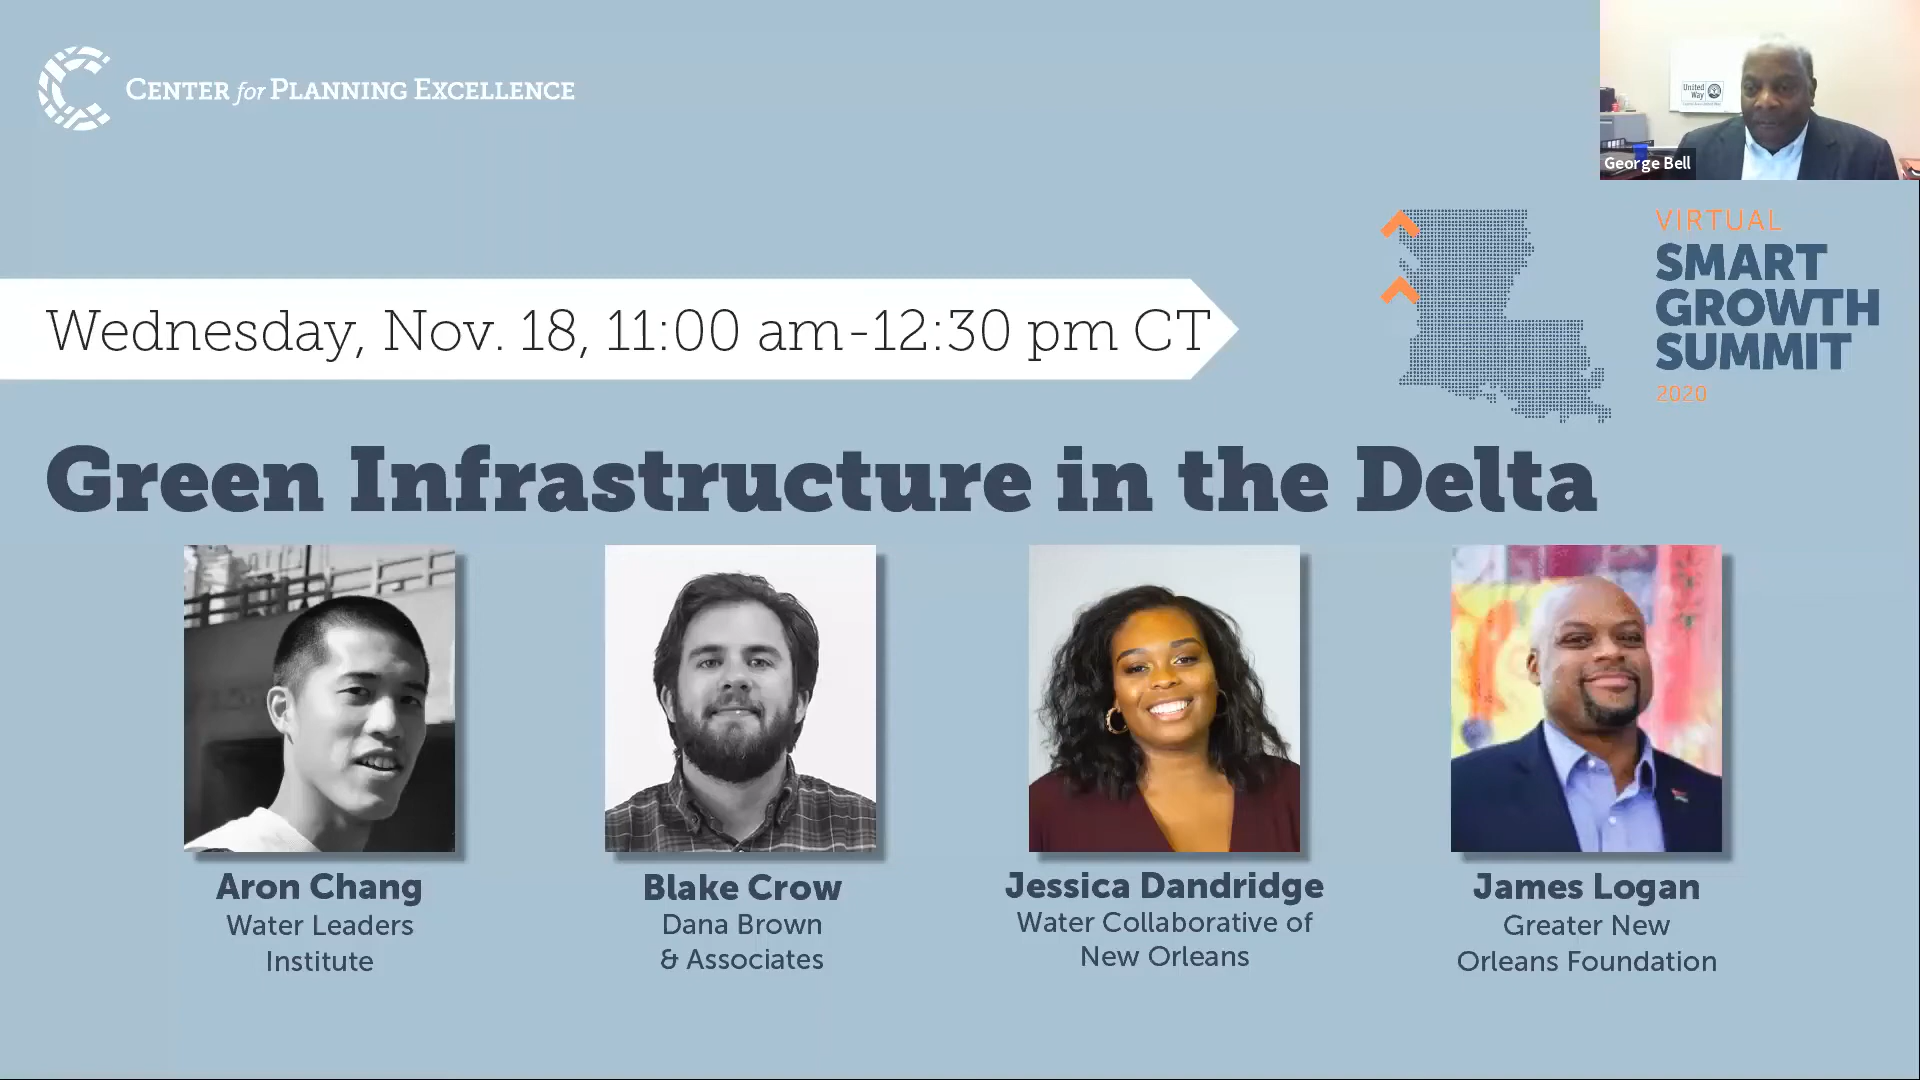 CENTER for PLANNING EXCELLENCE
United
Way
George Bell
VIRTUAL
SMART
GROWTH
SUMMIT
2020
Wednesday, Nov. 18, 11:00 am-12:30 pm CT
Green Infrastructure in the Delta
Aron Chang
Water Leaders
Institute
Blake Crow
Dana Brown
& Associates
Jessica Dandridge
Water Collaborative of
New Orleans
James Logan
Greater New
Orleans Foundation